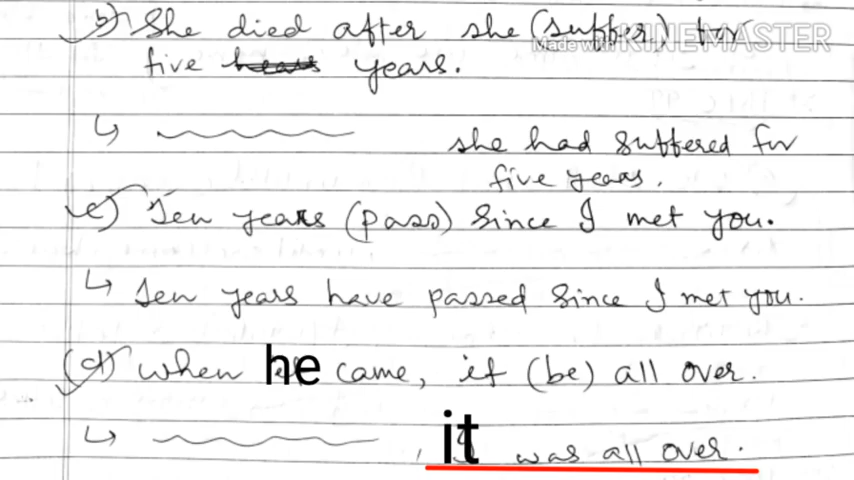 b) She died after she (suffer) for
Made with KINEMASTER
five years.
↳ she had suffered for
five years.
c) Ten years (pass) since I met you.
↳ Ten years have passed since I met you.
(d) when he came, it (be) all over.
↳ , it was all over.